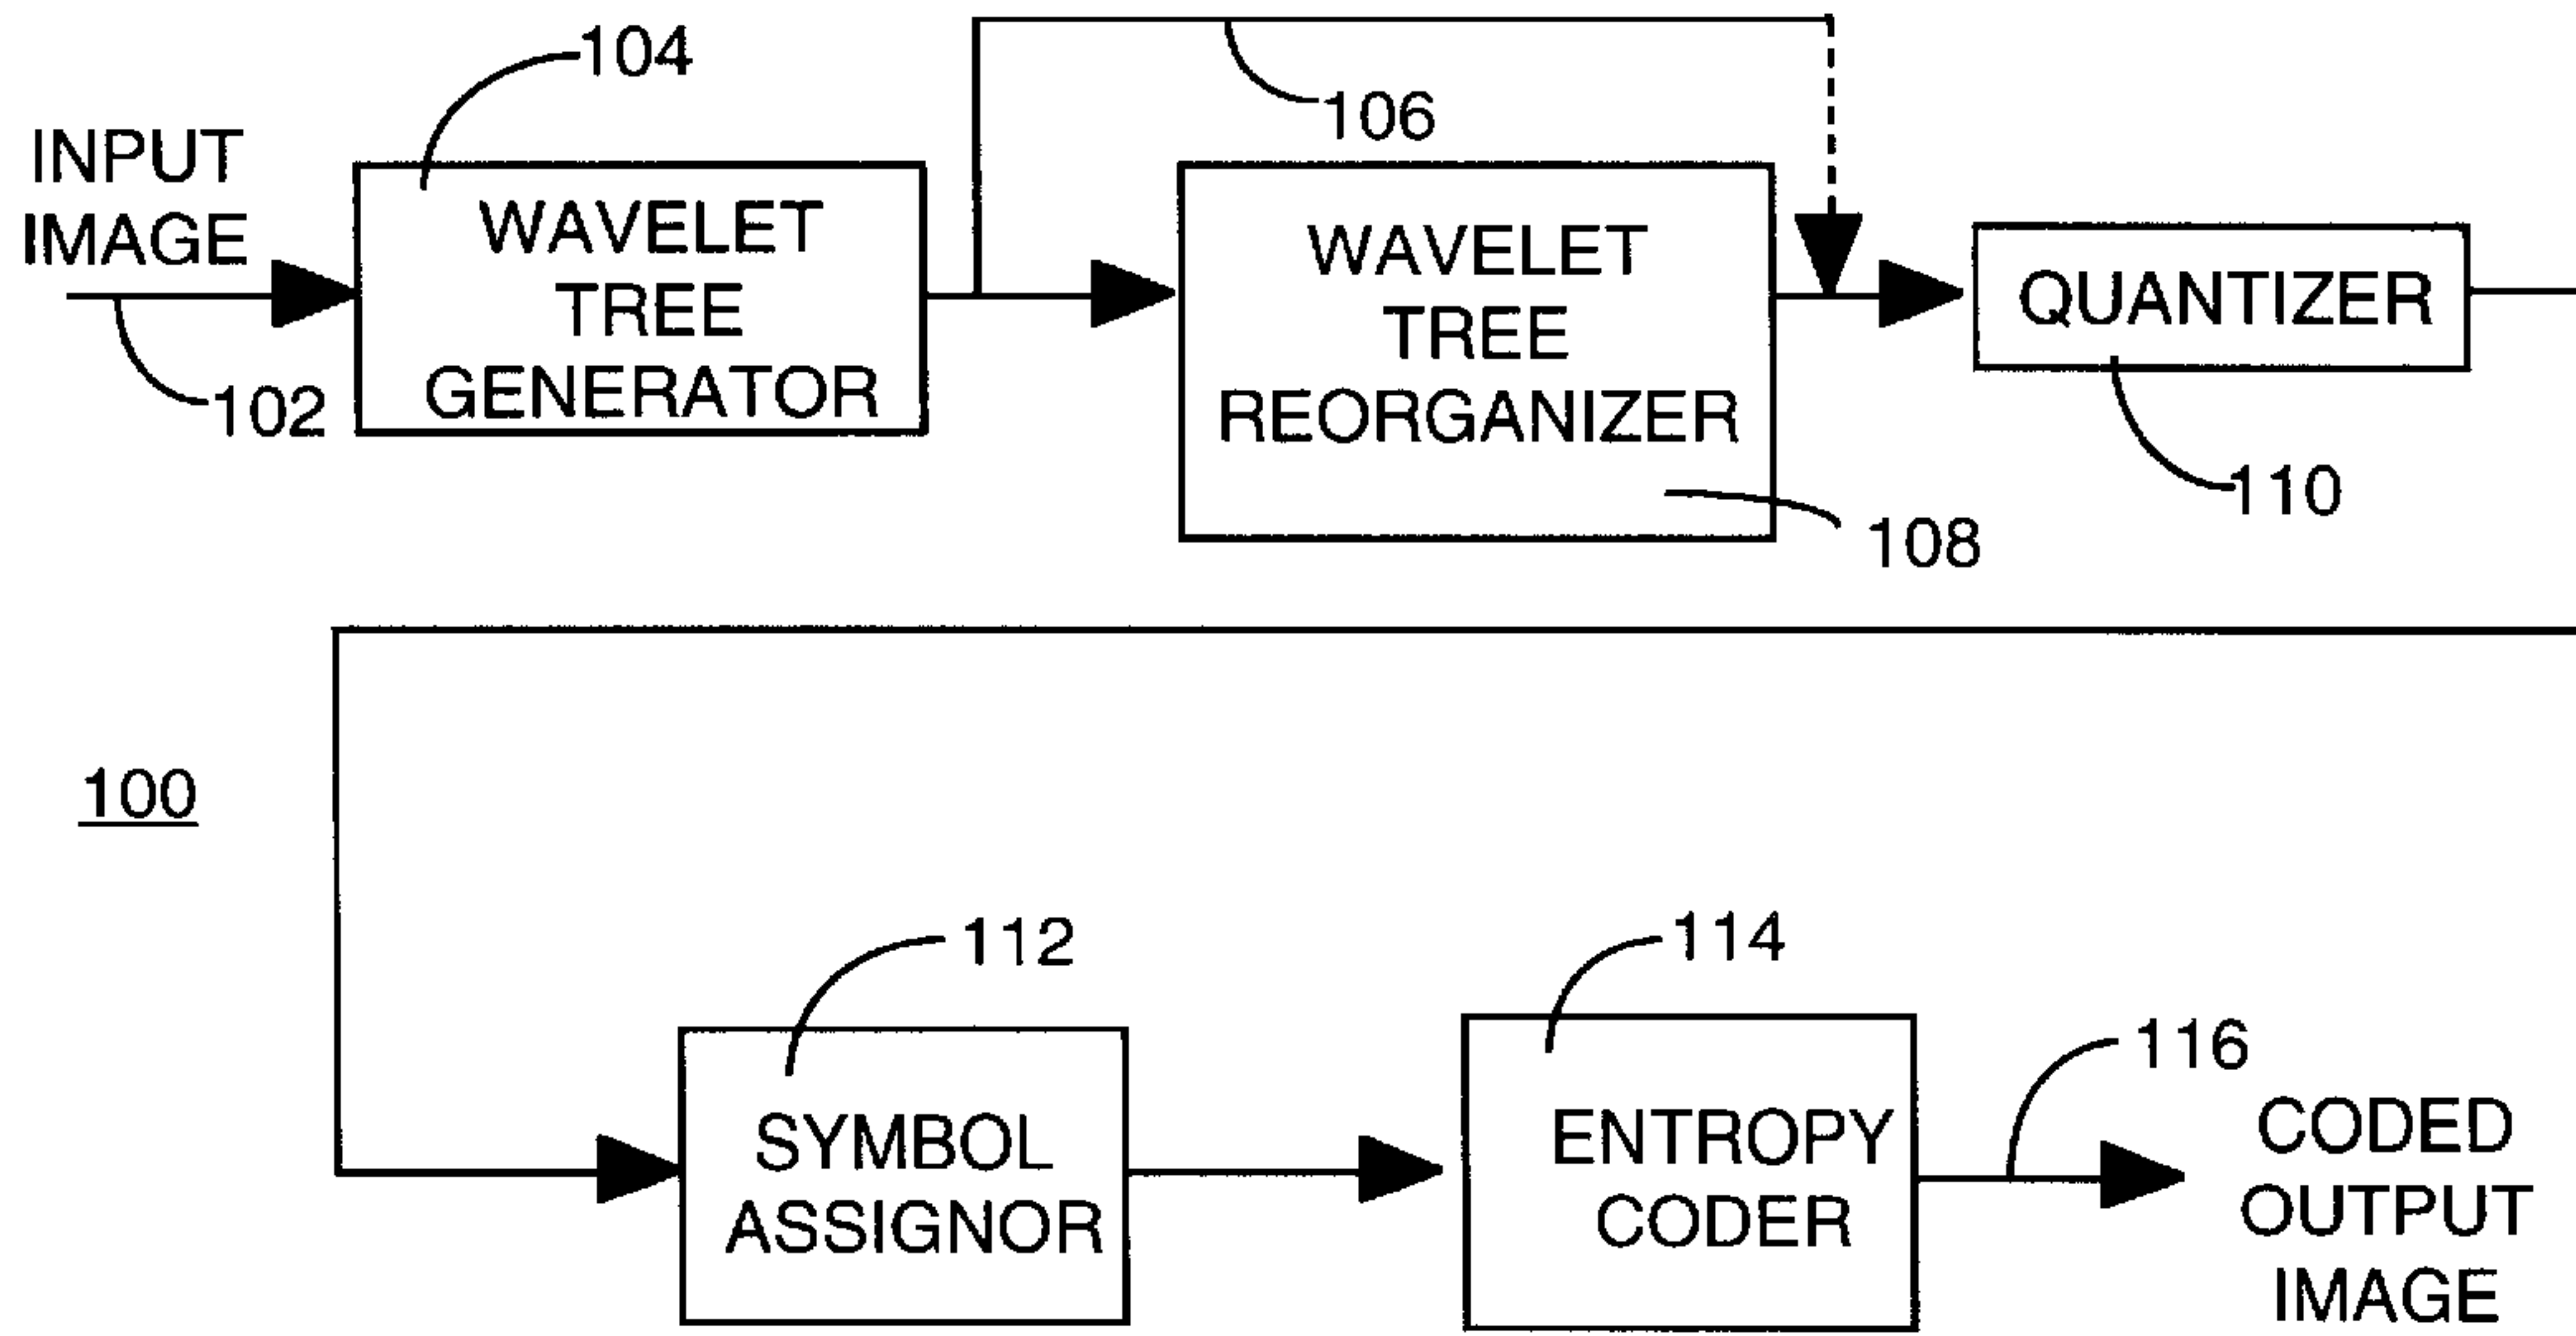 104
106
INPUT
IMAGE
102
WAVELET
TREE
GENERATOR
WAVELET
TREE
REORGANIZER
108
QUANTIZER
110
100
112
SYMBOL
ASSIGNOR
114
ENTROPY
CODER
116
CODED
OUTPUT
IMAGE